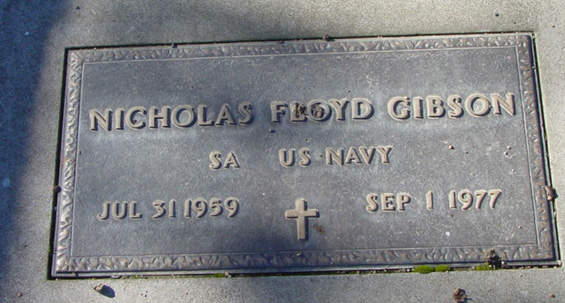 NICHOLAS FLOYD GIBSON
SA US NAVY
JUL 31 1959 SEP 1 1977